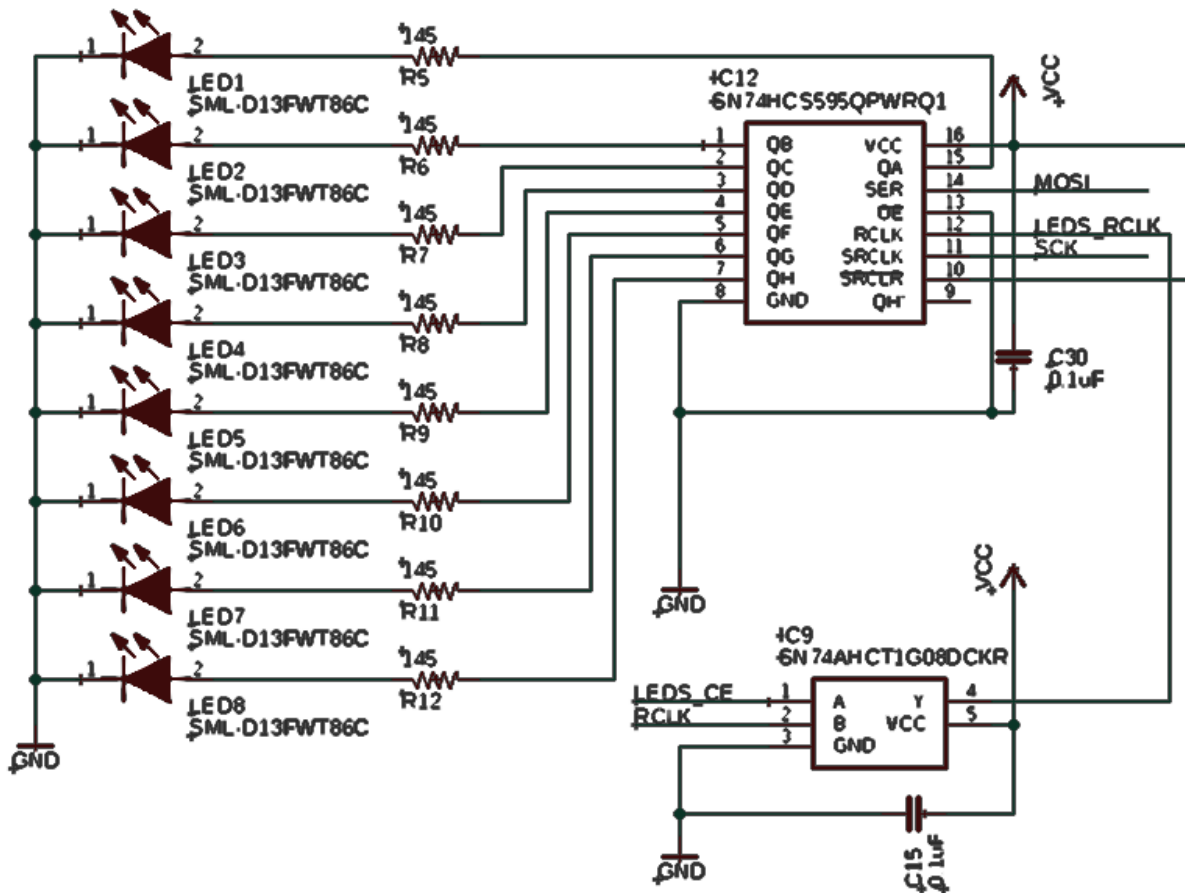 1 2 145
LED1 R5
SML-D13FWT86C
1 2 145
LED2 R6
SML-D13FWT86C
1 2 145
LED3 R7
SML-D13FWT86C
1 2 145
LED4 R8
SML-D13FWT86C
1 2 145
LED5 R9
SML-D13FWT86C
1 2 145
LED6 R10
SML-D13FWT86C
1 2 145
LED7 R11
SML-D13FWT86C
1 2 145
LED8 R12
SML-D13FWT86C
GND
IC12
SN74HCS595QPWRQ1
VCC
1 QB VCC 16
2 QC QA 15
3 QD SER 14 MOSI
4 QE OE 13
5 QF RCLK 12 LEDS_RCLK
6 QG SRCLK 11 SCK
7 QH SRCLR 10
8 GND QH' 9
C30
0.1uF
GND
VCC
IC9
SN74AHCT1G08DCKR
LEDS_CE 1 A Y 4
RCLK 2 B VCC 5
3 GND
C15
0.1uF
GND